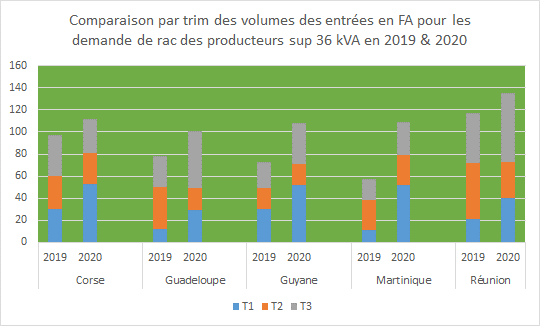 Comparaison par trim des volumes des entrées en FA pour les
demande de rac des producteurs sup 36 kVA en 2019 & 2020
160
140
120
100
80
60
40
20
0
2019 2020 2019 2020 2019 2020 2019 2020 2019 2020
Corse Guadeloupe Guyane Martinique Réunion
T1 T2 T3